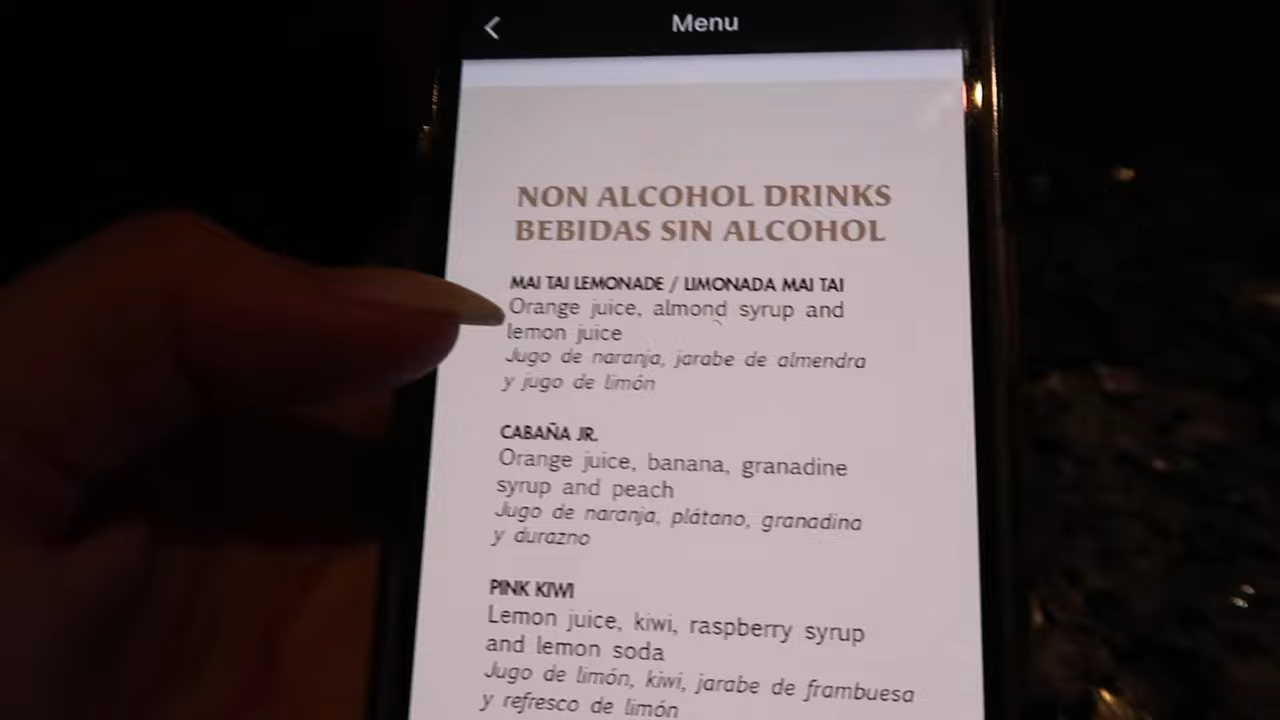 Menu
NON ALCOHOL DRINKS
BEBIDAS SIN ALCOHOL
MAI TAI LEMONADE / LIMONADA MAI TAI
Orange juice, almond syrup and
lemon juice
Jugo de naranja, jarabe de almendra
y jugo de limón
CABAÑA JR.
Orange juice, banana, granadine
syrup and peach
Jugo de naranja, plátano, granadina
y durazno
PINK KIWI
Lemon juice, kiwi, raspberry syrup
and lemon soda
Jugo de limón, kiwi, jarabe de frambuesa
y refresco de limón